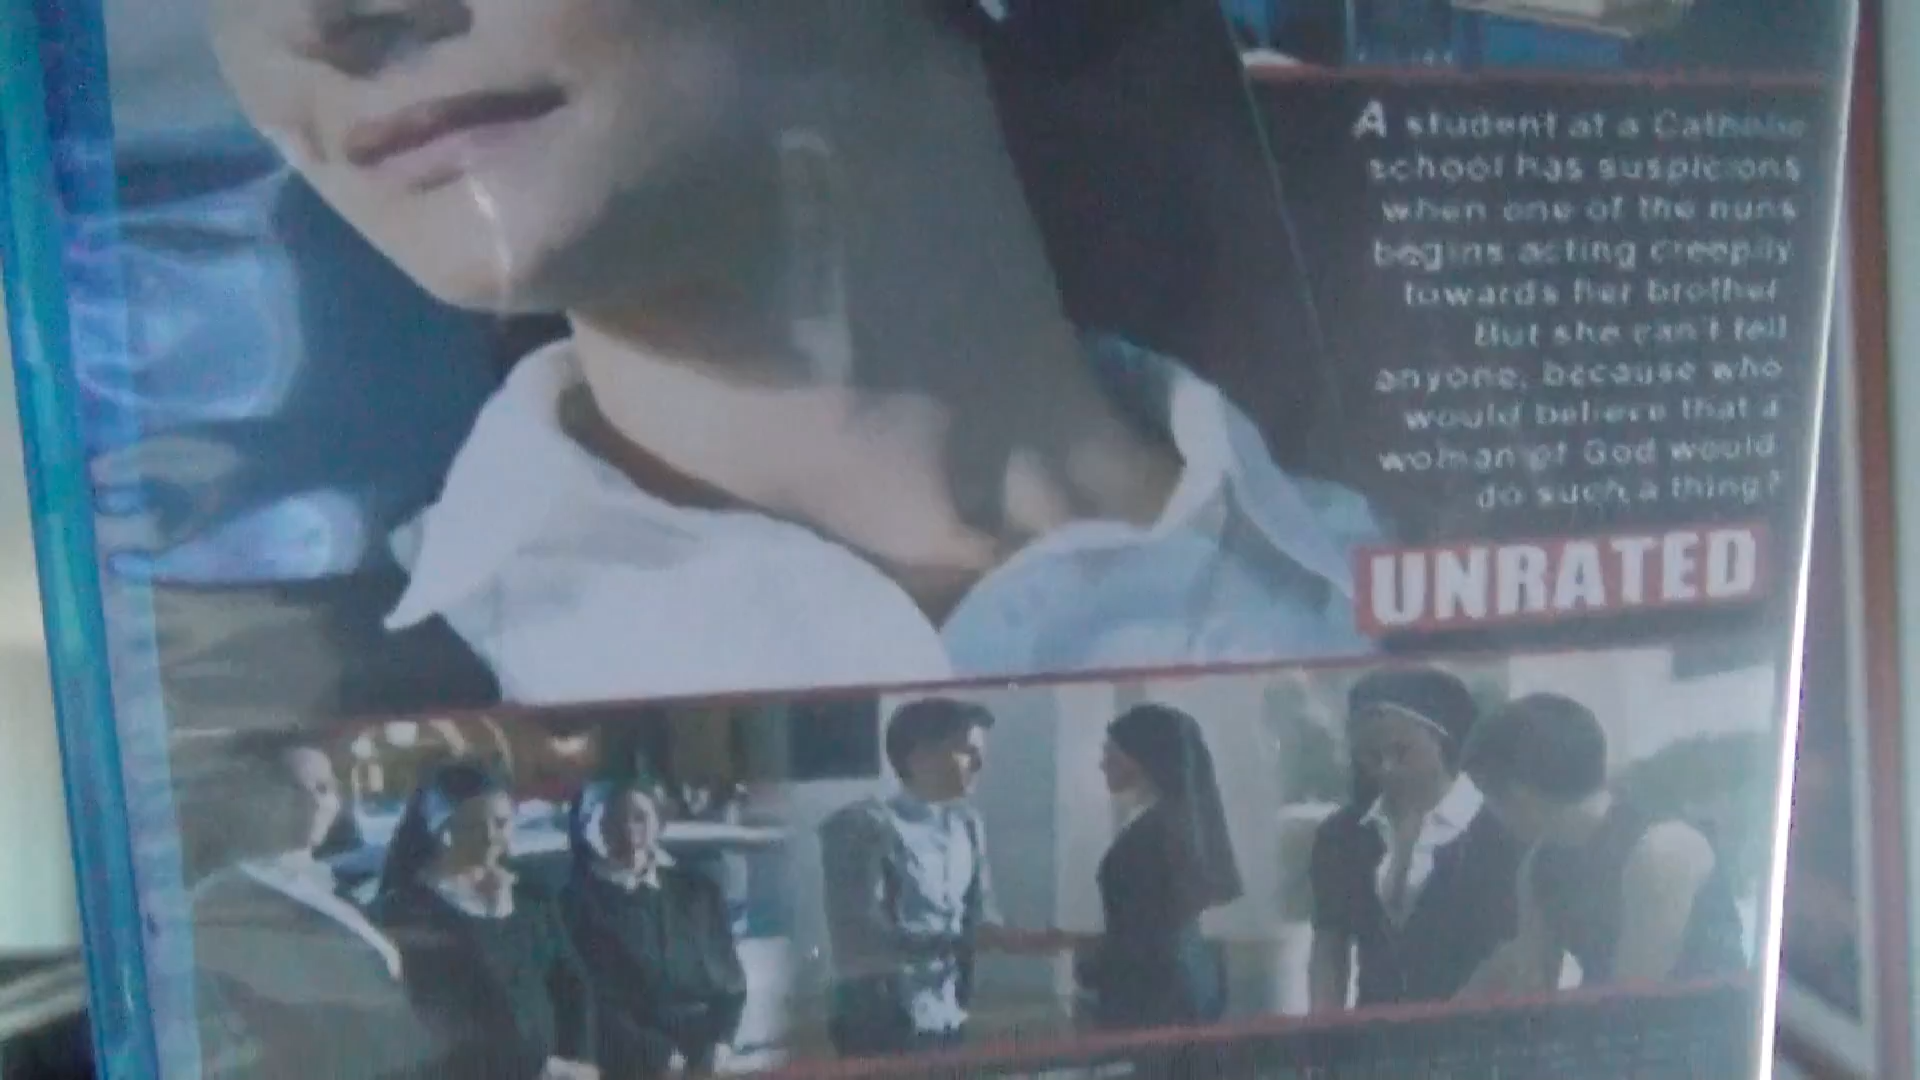 A student at a Catholic
school has suspicions
when one of the nuns
begins acting creepily
towards her brother.
But she can't tell
anyone, because who
would believe that a
woman of God would
do such a thing?
UNRATED